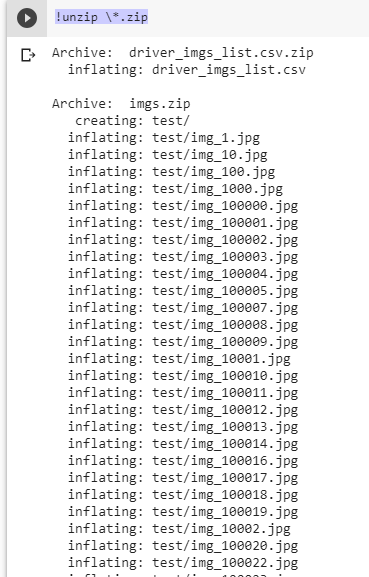 !unzip \*.zip
Archive:  driver_imgs_list.csv.zip
  inflating: driver_imgs_list.csv
Archive:  imgs.zip
   creating: test/
  inflating: test/img_1.jpg
  inflating: test/img_10.jpg
  inflating: test/img_100.jpg
  inflating: test/img_1000.jpg
  inflating: test/img_100000.jpg
  inflating: test/img_100001.jpg
  inflating: test/img_100002.jpg
  inflating: test/img_100003.jpg
  inflating: test/img_100004.jpg
  inflating: test/img_100005.jpg
  inflating: test/img_100007.jpg
  inflating: test/img_100008.jpg
  inflating: test/img_100009.jpg
  inflating: test/img_10001.jpg
  inflating: test/img_100010.jpg
  inflating: test/img_100011.jpg
  inflating: test/img_100012.jpg
  inflating: test/img_100013.jpg
  inflating: test/img_100014.jpg
  inflating: test/img_100016.jpg
  inflating: test/img_100017.jpg
  inflating: test/img_100018.jpg
  inflating: test/img_100019.jpg
  inflating: test/img_10002.jpg
  inflating: test/img_100020.jpg
  inflating: test/img_100022.jpg